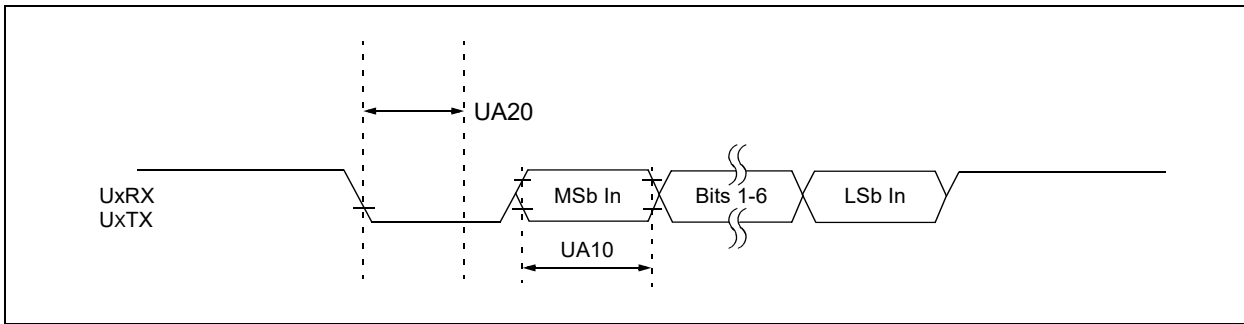 UA20
UxRX
UxTX
MSb In
Bits 1-6
LSb In
UA10